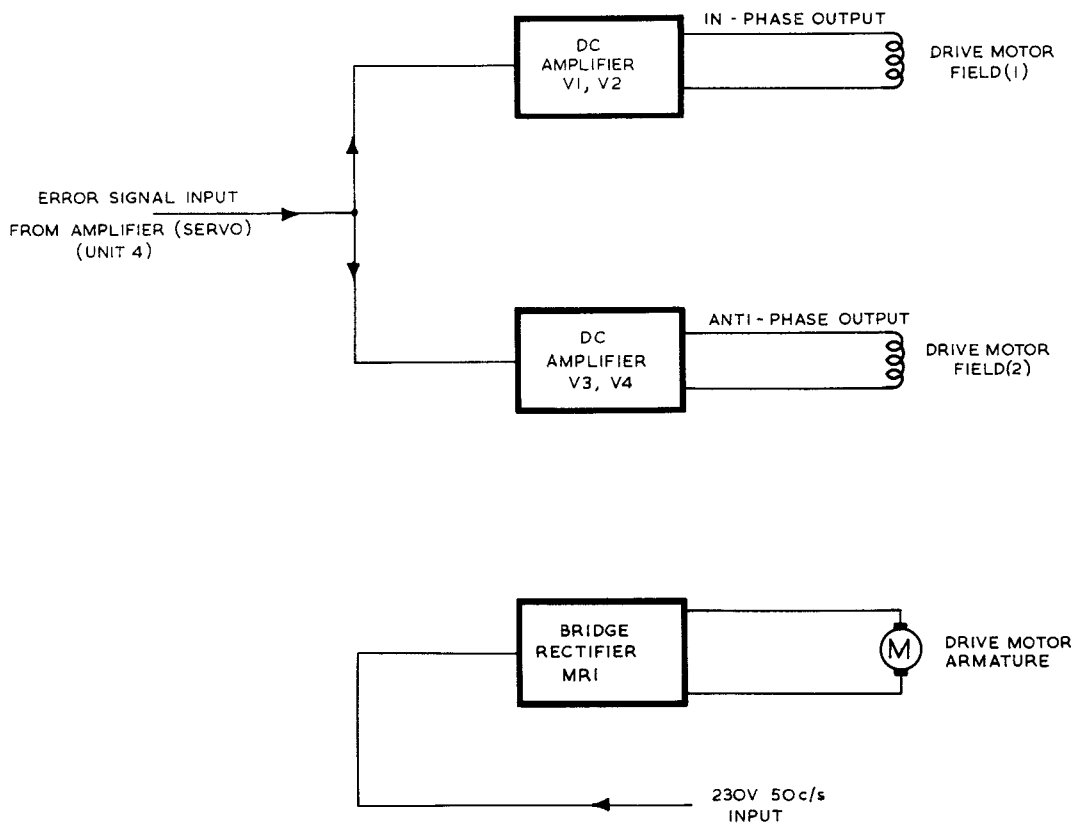 IN - PHASE OUTPUT
DC
AMPLIFIER
V1, V2
DRIVE MOTOR
FIELD(1)
ERROR SIGNAL INPUT
FROM AMPLIFIER (SERVO)
(UNIT 4)
ANTI - PHASE OUTPUT
DC
AMPLIFIER
V3, V4
DRIVE MOTOR
FIELD(2)
BRIDGE
RECTIFIER
MR1
M
DRIVE MOTOR
ARMATURE
230V 50c/s
INPUT